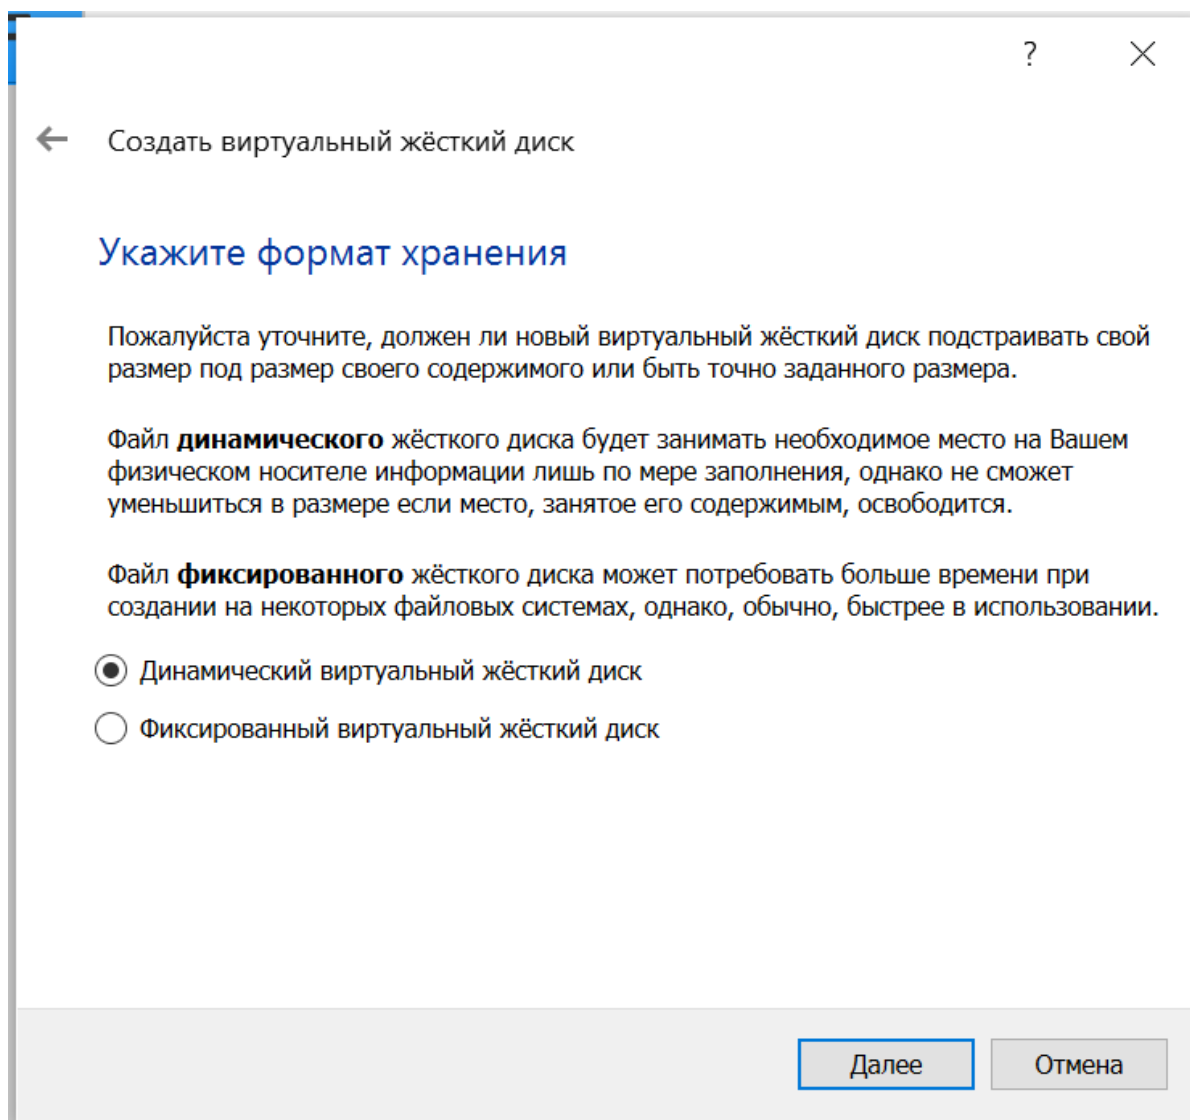 ?
Создать виртуальный жёсткий диск
Укажите формат хранения
Пожалуйста уточните, должен ли новый виртуальный жёсткий диск подстраивать свой
размер под размер своего содержимого или быть точно заданного размера.
Файл динамического жёсткого диска будет занимать необходимое место на Вашем
физическом носителе информации лишь по мере заполнения, однако не сможет
уменьшиться в размере если место, занятое его содержимым, освободится.
Файл фиксированного жёсткого диска может потребовать больше времени при
создании на некоторых файловых системах, однако, обычно, быстрее в использовании.
Динамический виртуальный жёсткий диск
Фиксированный виртуальный жёсткий диск
Далее
Отмена